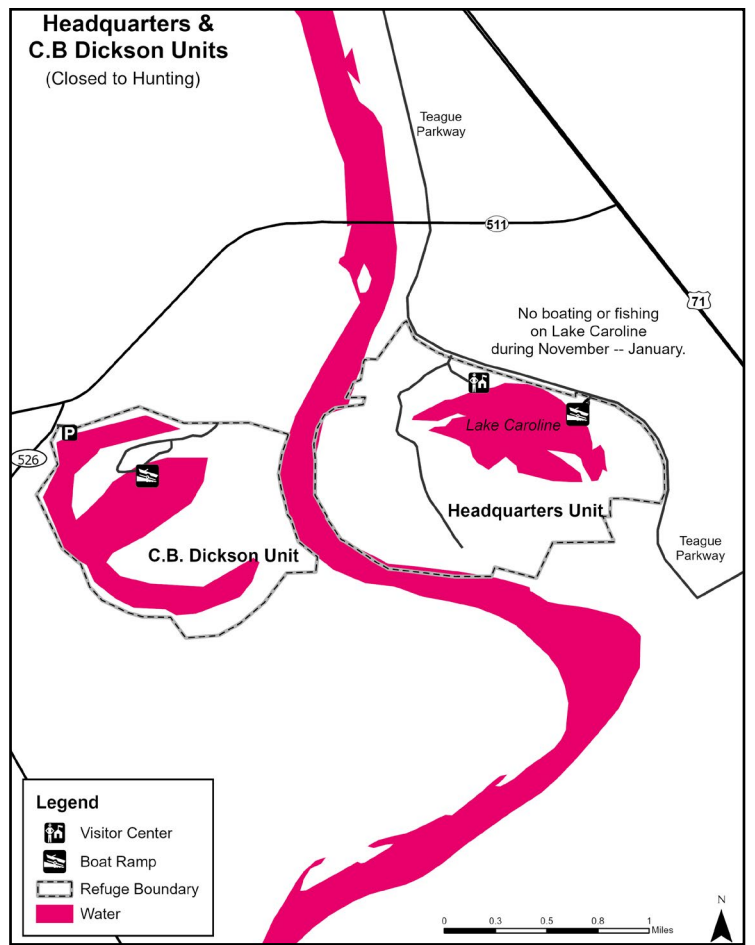 Headquarters &
C.B Dickson Units
(Closed to Hunting)
Teague
Parkway
511
71
No boating or fishing
on Lake Caroline
during November -- January.
P
Lake Caroline
526
Headquarters Unit
C.B. Dickson Unit
Teague
Parkway
Legend
Visitor Center
Boat Ramp
Refuge Boundary
Water
N
0 0.3 0.5 0.8 1
Miles